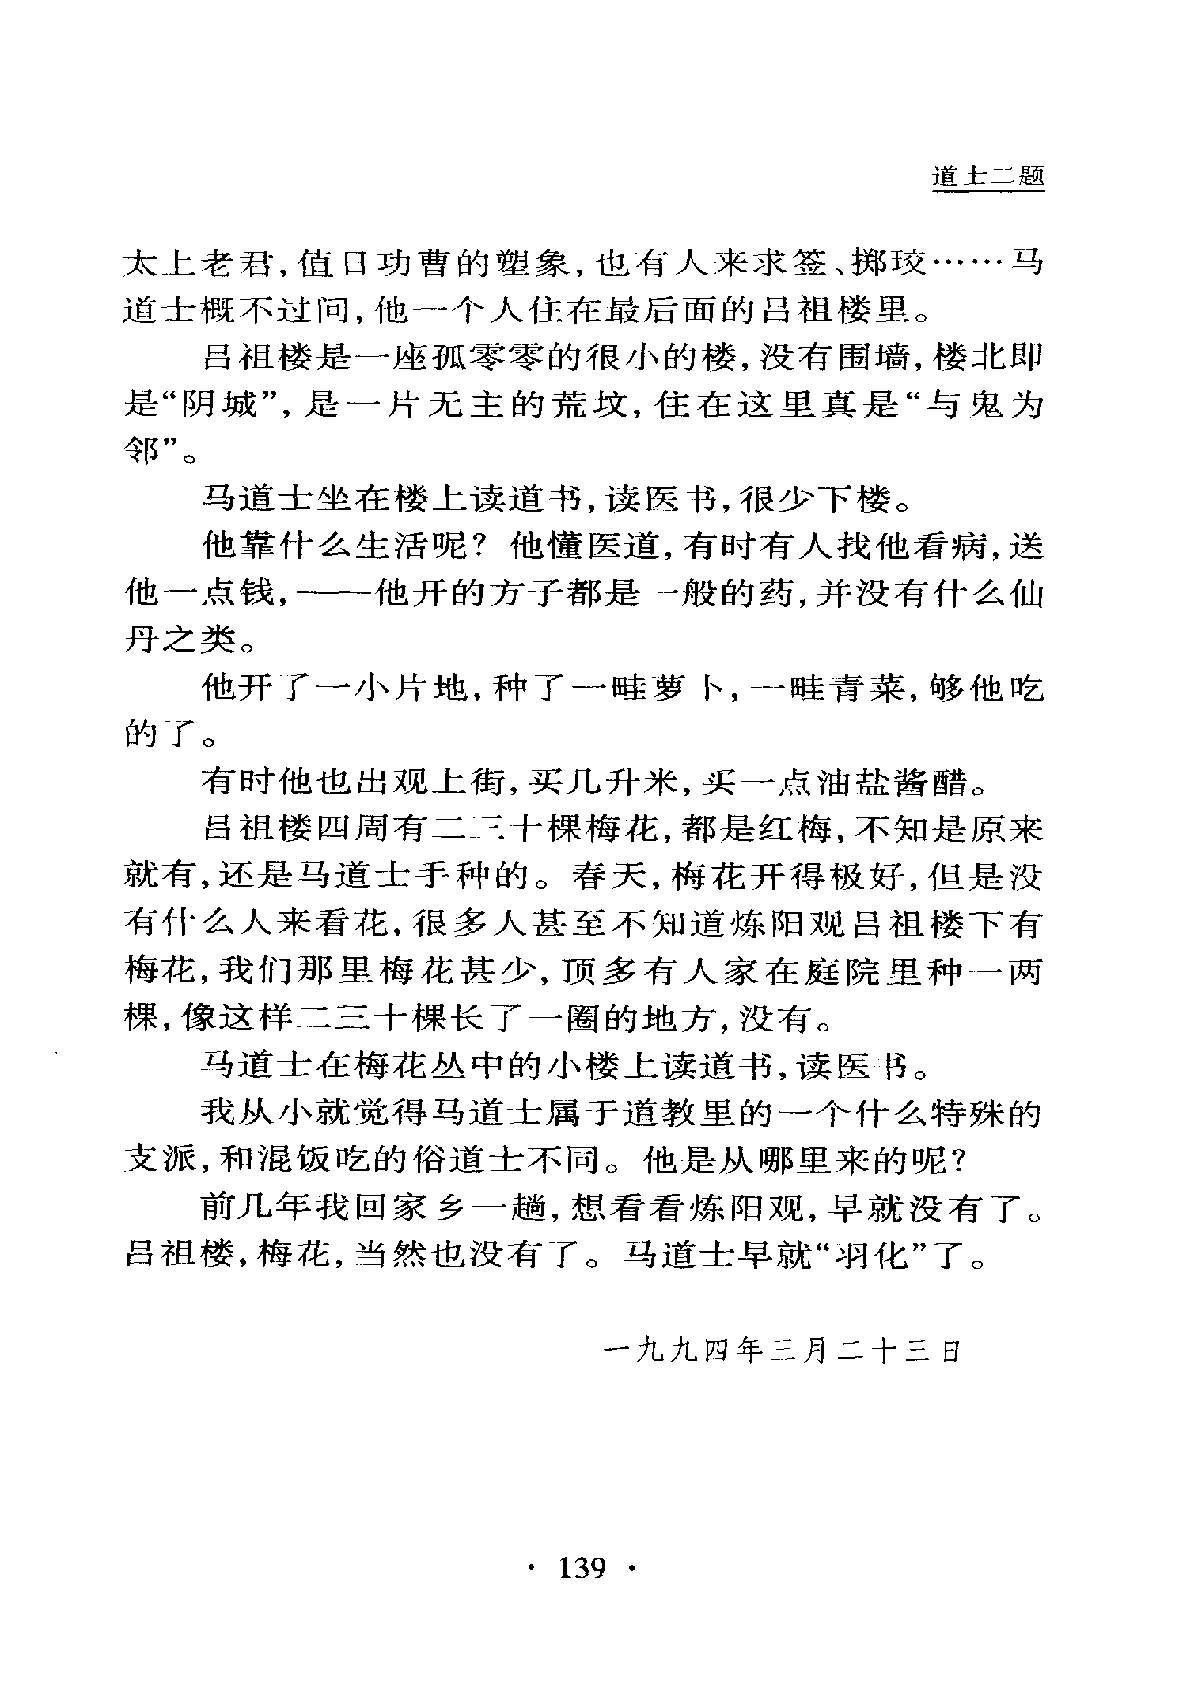 道士二题
太上老君,值日功曹的塑象,也有人来求签、掷珓……马
道士概不过问,他一个人住在最后面的吕祖楼里。
吕祖楼是一座孤零零的很小的楼,没有围墙,楼北即
是“阴城”,是一片无主的荒坟,住在这里真是“与鬼为
邻”。
马道士坐在楼上读道书,读医书,很少下楼。
他靠什么生活呢?他懂医道,有时有人找他看病,送
他一点钱,——他开的方子都是一般的药,并没有什么仙
丹之类。
他开了一小片地,种了一畦萝卜,一畦青菜,够他吃
的了。
有时他也出观上街,买几升米,买一点油盐酱醋。
吕祖楼四周有二三十棵梅花,都是红梅,不知是原来
就有,还是马道士手种的。春天,梅花开得极好,但是没
有什么人来看花,很多人甚至不知道炼阳观吕祖楼下有
梅花,我们那里梅花甚少,顶多有人家在庭院里种一两
棵,像这样二三十棵长了一圈的地方,没有。
马道士在梅花丛中的小楼上读道书,读医书。
我从小就觉得马道士属于道教里的一个什么特殊的
支派,和混饭吃的俗道士不同。他是从哪里来的呢?
前几年我回家乡一趟,想看看炼阳观,早就没有了。
吕祖楼,梅花,当然也没有了。马道士早就“羽化”了。
一九九四年三月二十三日
· 139 ·